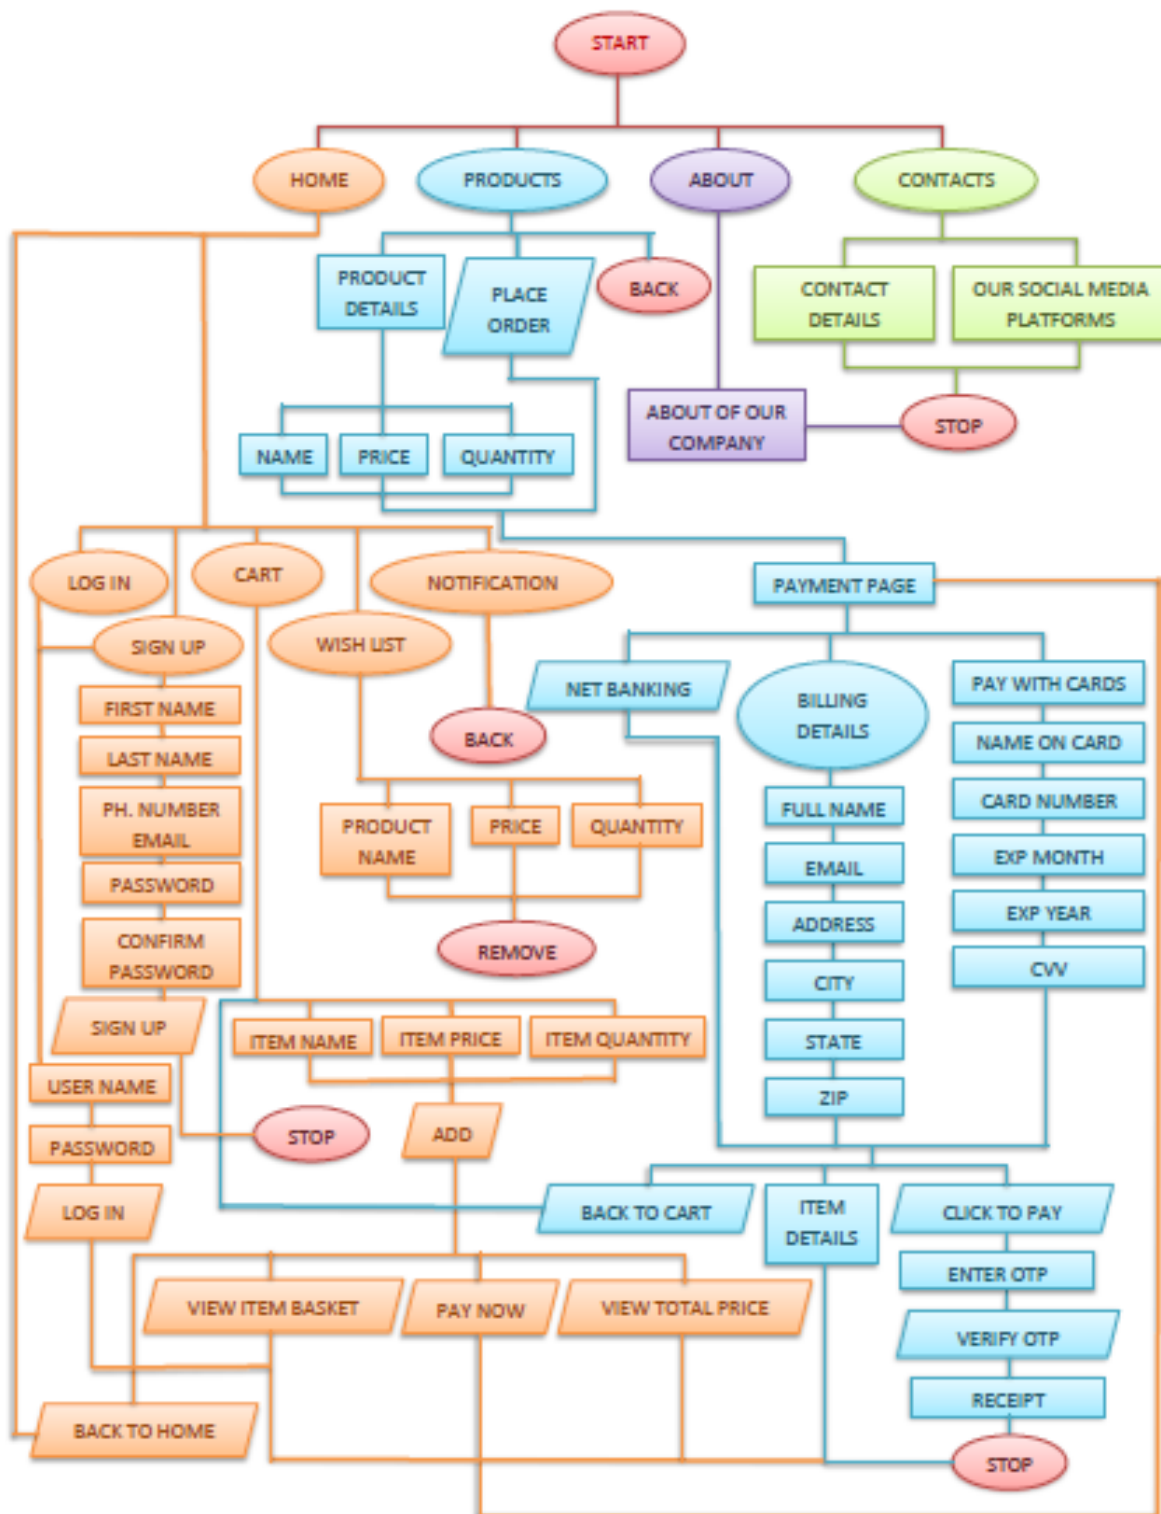 START
HOME
PRODUCTS
ABOUT
CONTACTS
PRODUCT
DETAILS
PLACE
ORDER
BACK
CONTACT
DETAILS
OUR SOCIAL MEDIA
PLATFORMS
ABOUT OF OUR
COMPANY
STOP
NAME
PRICE
QUANTITY
LOG IN
CART
NOTIFICATION
PAYMENT PAGE
SIGN UP
WISH LIST
NET BANKING
BILLING
DETAILS
PAY WITH CARDS
FIRST NAME
BACK
NAME ON CARD
LAST NAME
CARD NUMBER
FULL NAME
PH. NUMBER
EMAIL
PRODUCT
NAME
PRICE
QUANTITY
EMAIL
EXP MONTH
PASSWORD
ADDRESS
EXP YEAR
CONFIRM
PASSWORD
REMOVE
CITY
CVV
SIGN UP
ITEM NAME
ITEM PRICE
ITEM QUANTITY
STATE
USER NAME
ZIP
PASSWORD
STOP
ADD
LOG IN
BACK TO CART
ITEM
DETAILS
CLICK TO PAY
ENTER OTP
VIEW ITEM BASKET
PAY NOW
VIEW TOTAL PRICE
VERIFY OTP
RECEIPT
BACK TO HOME
STOP